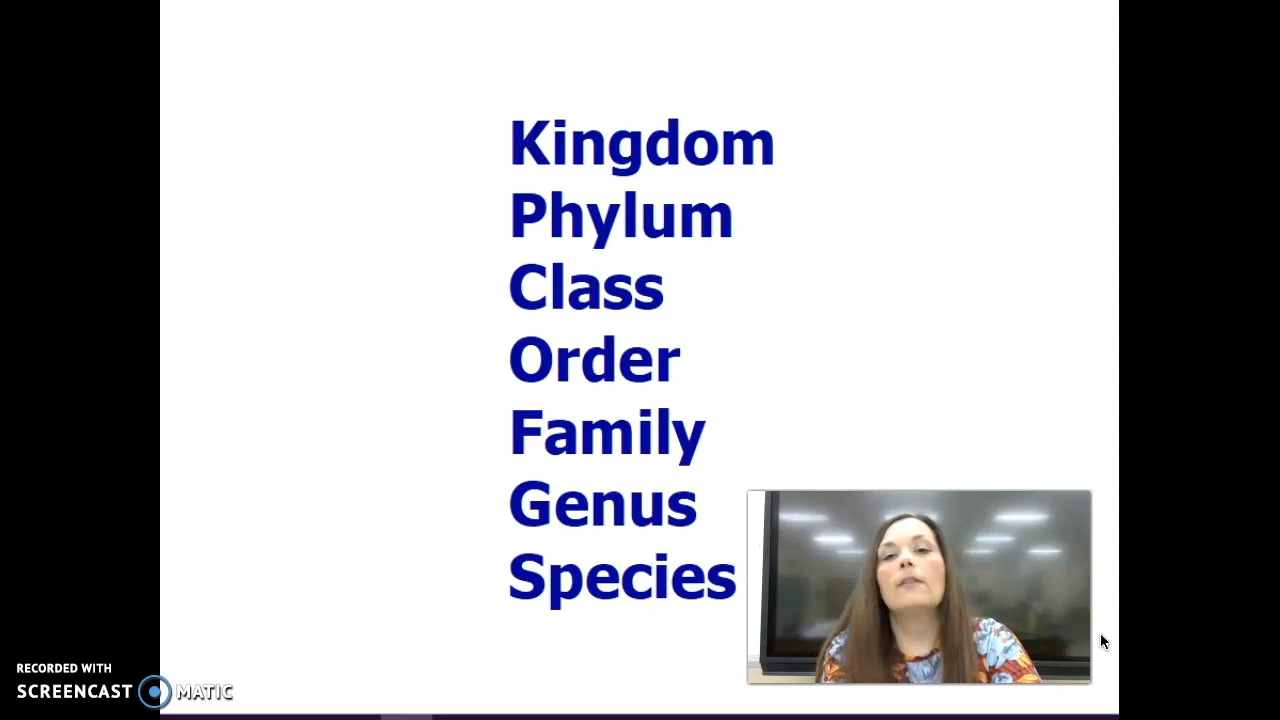 Kingdom
Phylum
Class
Order
Family
Genus
Species
RECORDED WITH
SCREENCAST MATIC